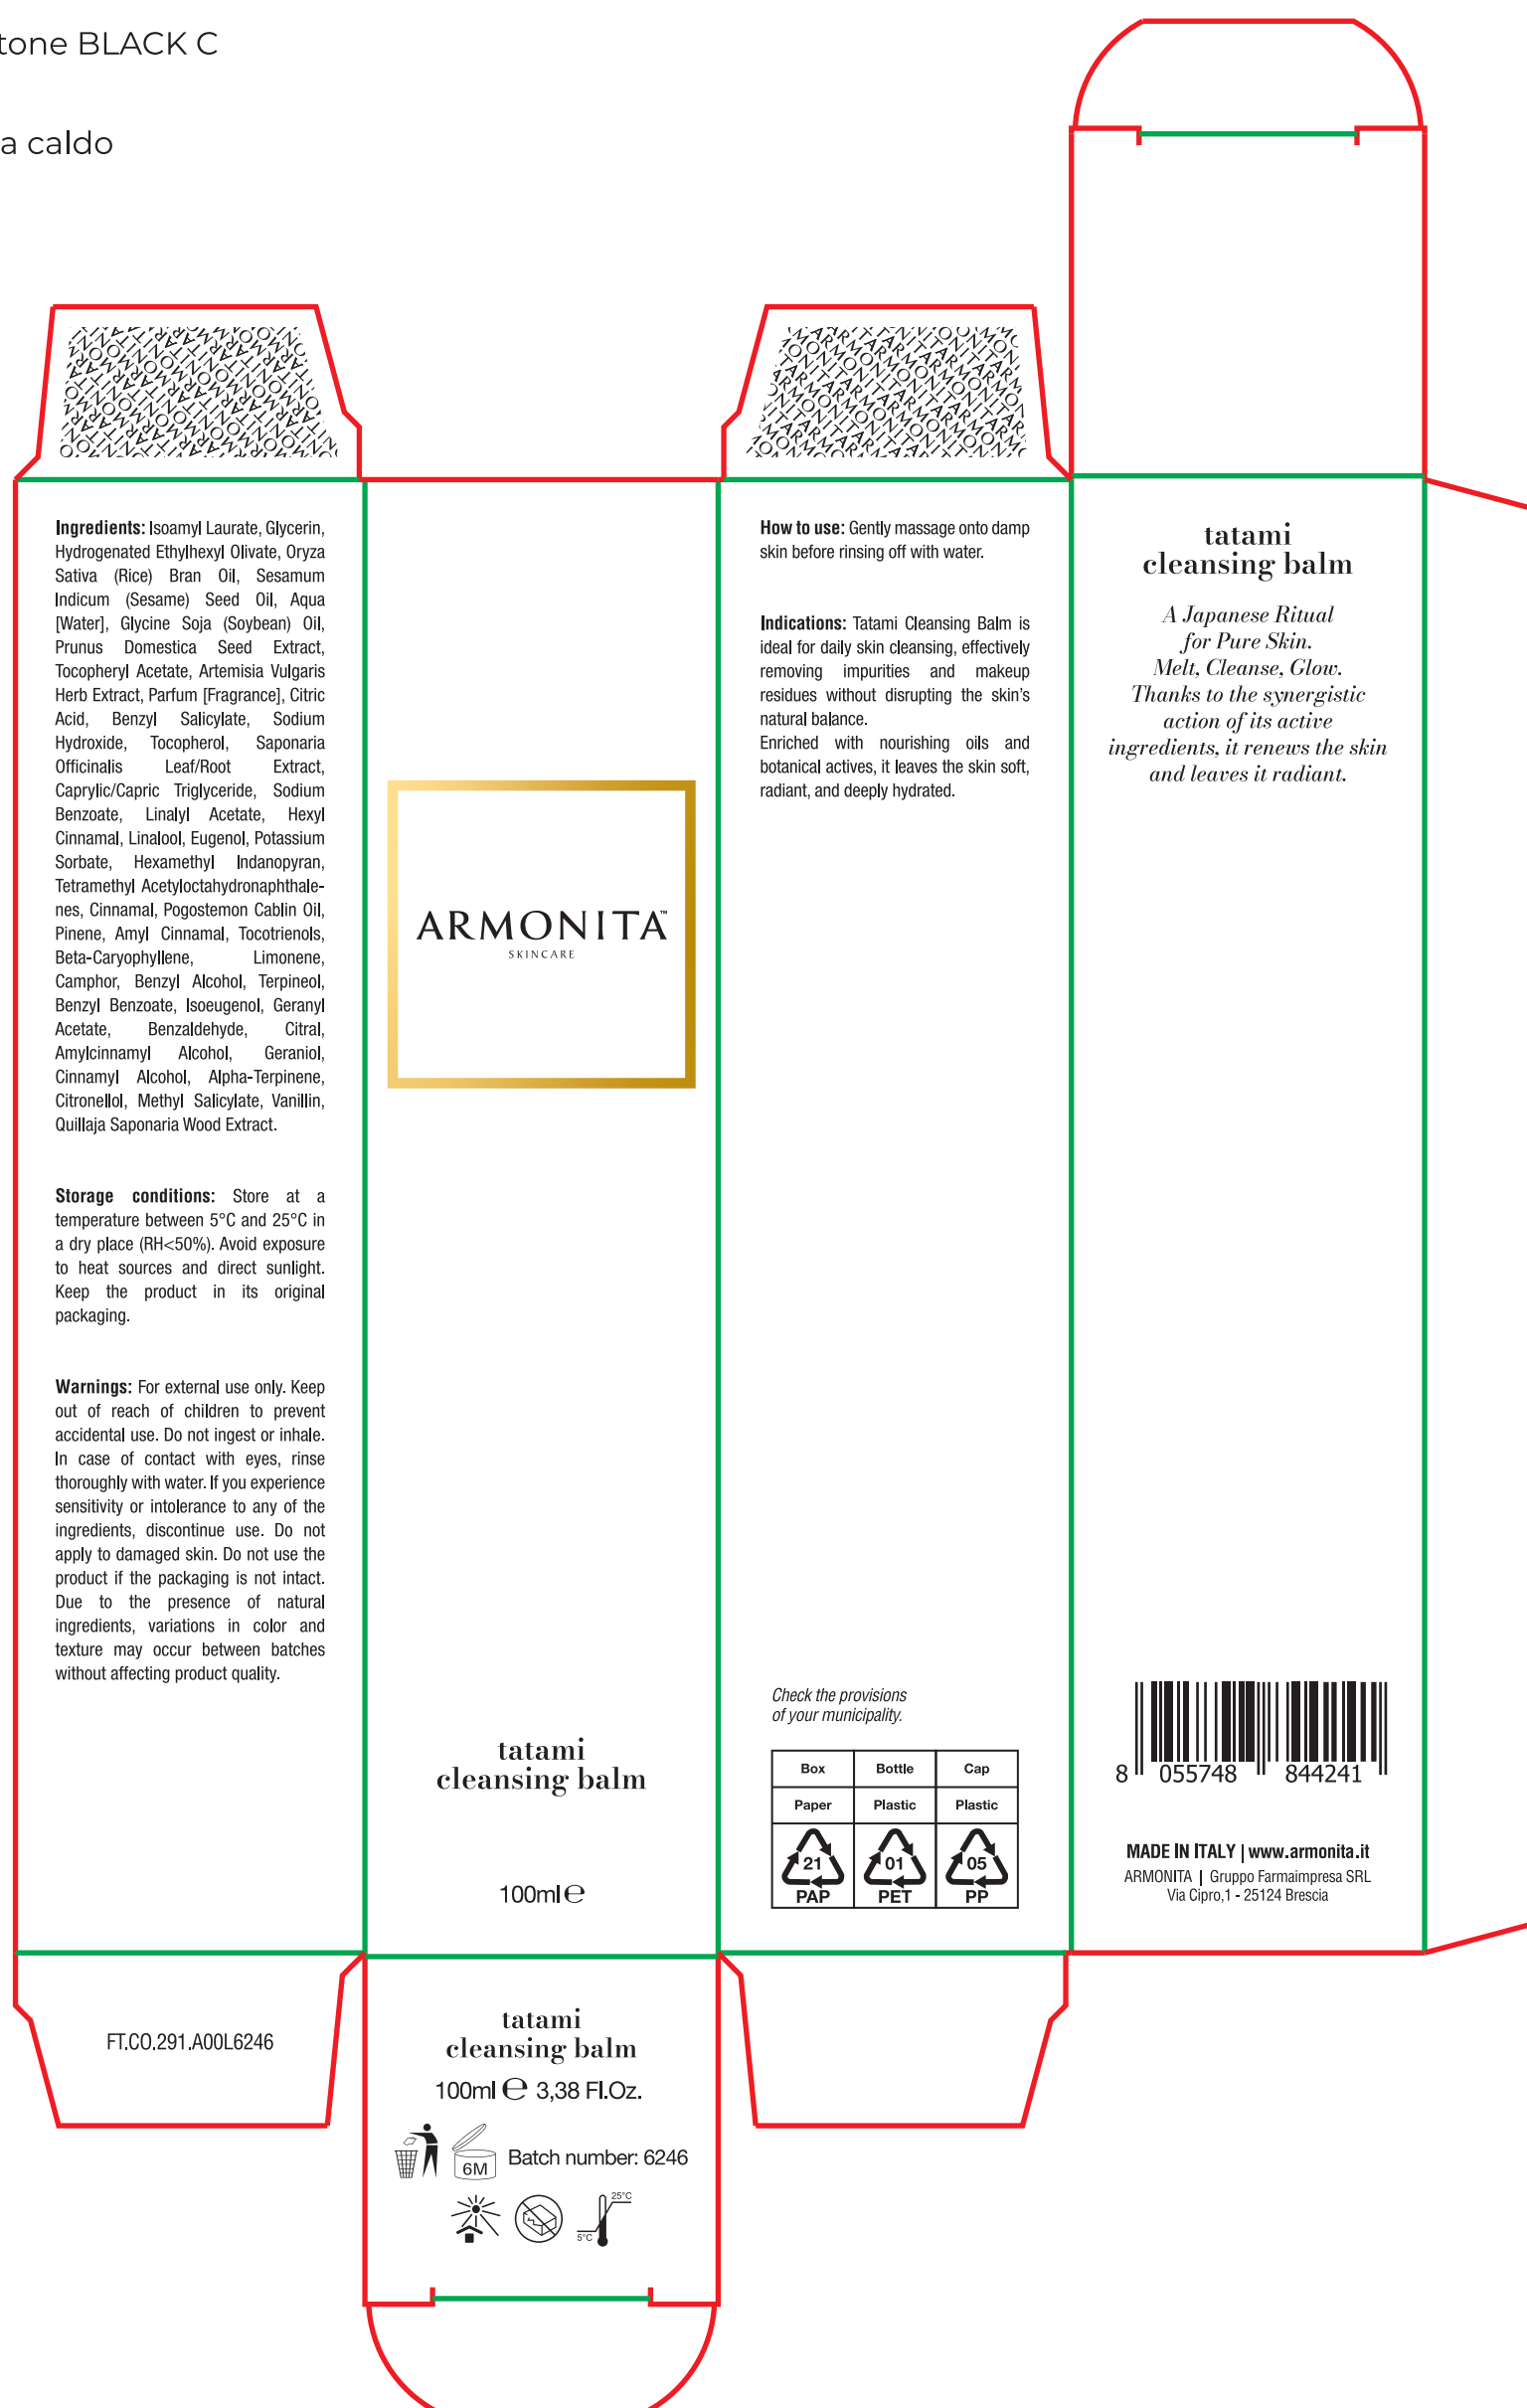 tone BLACK C
a caldo
Ingredients: Isoamyl Laurate, Glycerin,
Hydrogenated Ethylhexyl Olivate, Oryza
Sativa (Rice) Bran Oil, Sesamum
Indicum (Sesame) Seed Oil, Aqua
[Water], Glycine Soja (Soybean) Oil,
Prunus Domestica Seed Extract,
Tocopheryl Acetate, Artemisia Vulgaris
Herb Extract, Parfum [Fragrance], Citric
Acid, Benzyl Salicylate, Sodium
Hydroxide, Tocopherol, Saponaria
Officinalis Leaf/Root Extract,
Caprylic/Capric Triglyceride, Sodium
Benzoate, Linalyl Acetate, Hexyl
Cinnamal, Linalool, Eugenol, Potassium
Sorbate, Hexamethyl Indanopyran,
Tetramethyl Acetyloctahydronaphthale-
nes, Cinnamal, Pogostemon Cablin Oil,
Pinene, Amyl Cinnamal, Tocotrienols,
Beta-Caryophyllene, Limonene,
Camphor, Benzyl Alcohol, Terpineol,
Benzyl Benzoate, Isoeugenol, Geranyl
Acetate, Benzaldehyde, Citral,
Amylcinnamyl Alcohol, Geraniol,
Cinnamyl Alcohol, Alpha-Terpinene,
Citronellol, Methyl Salicylate, Vanillin,
Quillaja Saponaria Wood Extract.
Storage conditions: Store at a
temperature between 5°C and 25°C in
a dry place (RH<50%). Avoid exposure
to heat sources and direct sunlight.
Keep the product in its original
packaging.
Warnings: For external use only. Keep
out of reach of children to prevent
accidental use. Do not ingest or inhale.
In case of contact with eyes, rinse
thoroughly with water. If you experience
sensitivity or intolerance to any of the
ingredients, discontinue use. Do not
apply to damaged skin. Do not use the
product if the packaging is not intact.
Due to the presence of natural
ingredients, variations in color and
texture may occur between batches
without affecting product quality.
FT.CO.291.A00L6246
ARMONITA™
SKINCARE
tatami
cleansing balm
100ml ℮
tatami
cleansing balm
100ml ℮ 3,38 Fl.Oz.
6M
Batch number: 6246
25°C
5°C
How to use: Gently massage onto damp
skin before rinsing off with water.
Indications: Tatami Cleansing Balm is
ideal for daily skin cleansing, effectively
removing impurities and makeup
residues without disrupting the skin's
natural balance.
Enriched with nourishing oils and
botanical actives, it leaves the skin soft,
radiant, and deeply hydrated.
Check the provisions
of your municipality.
Box Bottle Cap
Paper Plastic Plastic
21 01 05
PAP PET PP
tatami
cleansing balm
A Japanese Ritual
for Pure Skin.
Melt, Cleanse, Glow.
Thanks to the synergistic
action of its active
ingredients, it renews the skin
and leaves it radiant.
8 055748 844241
MADE IN ITALY | www.armonita.it
ARMONITA | Gruppo Farmaimpresa SRL
Via Cipro,1 - 25124 Brescia